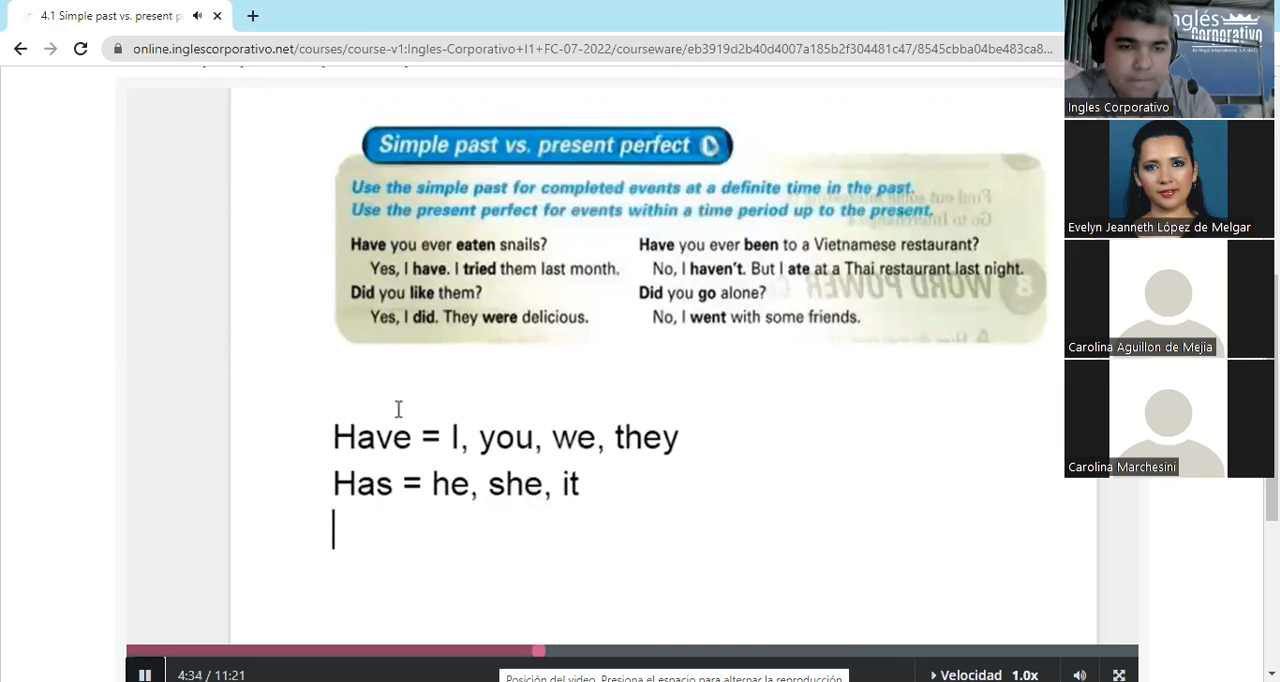 4.1 Simple past vs. present p
online.inglescorporativo.net/courses/course-v1:Ingles-Corporativo+I1+FC-07-2022/courseware/eb3919d2b40d4007a185b2f304481c47/8545cbba04be483ca8...
Simple past vs. present perfect
Use the simple past for completed events at a definite time in the past.
Use the present perfect for events within a time period up to the present.
Have you ever eaten snails?
Yes, I have. I tried them last month.
Did you like them?
Yes, I did. They were delicious.
Have you ever been to a Vietnamese restaurant?
No, I haven't. But I ate at a Thai restaurant last night.
Did you go alone?
No, I went with some friends.
WORD POWER
Have = I, you, we, they
Has = he, she, it
4:34 / 11:21
Posición del video. Presiona el espacio para alternar la reproducción
Velocidad 1.0x
Inglés
Corporativo
Ingles Corporativo
Evelyn Jeanneth López de Melgar
Carolina Aguillon de Mejia
Carolina Marchesini